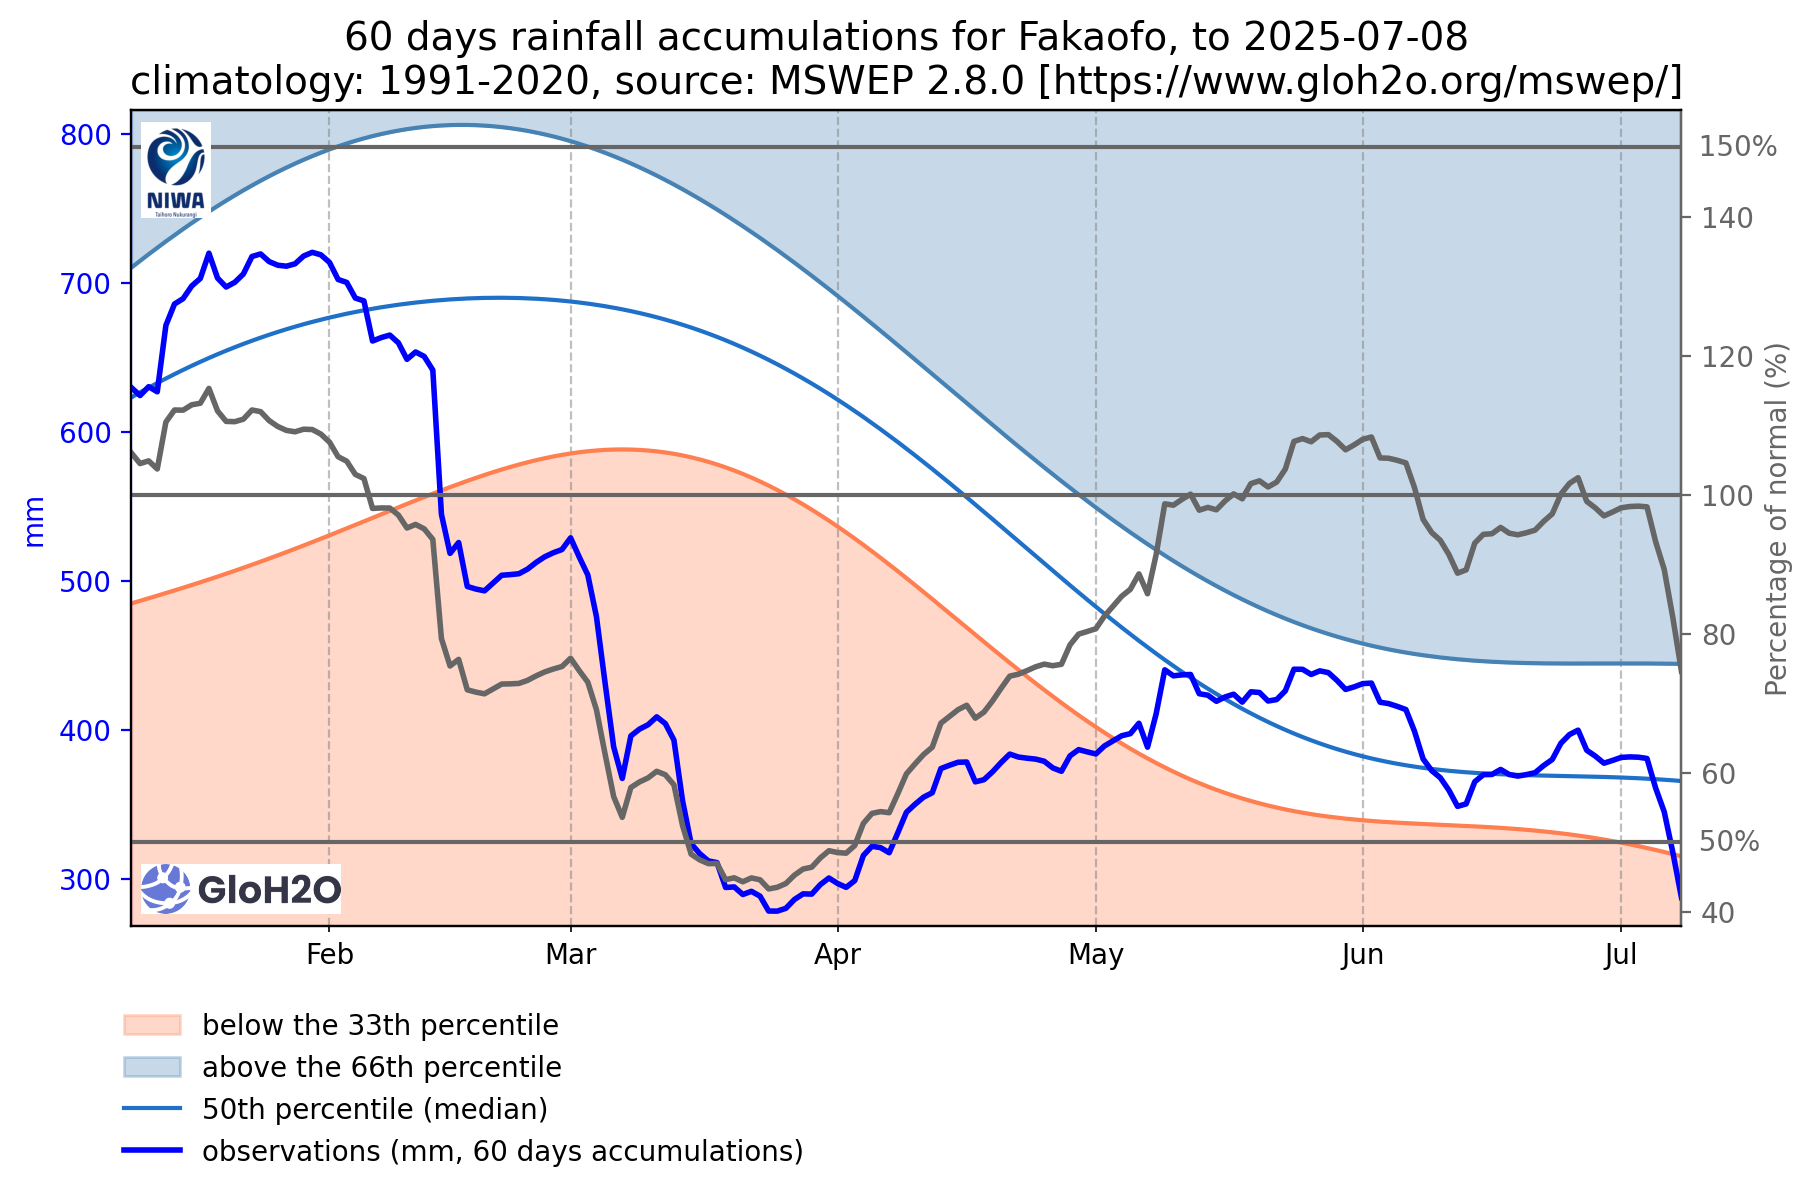 60 days rainfall accumulations for Fakaofo, to 2025-07-08
climatology: 1991-2020, source: MSWEP 2.8.0 [https://www.gloh2o.org/mswep/]
800
700
600
500
400
300
mm
150%
140
120
100
80
60
50%
40
Percentage of normal (%)
NIWA
Taihoro Nukurangi
GloH2O
Feb
Mar
Apr
May
Jun
Jul
below the 33th percentile
above the 66th percentile
50th percentile (median)
observations (mm, 60 days accumulations)